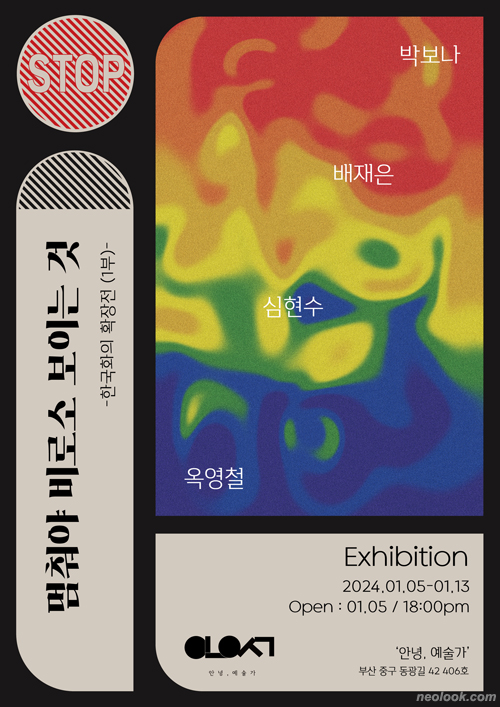 STOP
멈춰야 비로소 보이는 것
-한국화의 확장전 (1부)-
박보나
배재은
심현수
옥영철
Exhibition
2024.01.05-01.13
Open : 01.05 / 18:00pm
안녕, 예술가
'안녕, 예술가'
부산 중구 동광길 42 406호
neolook.com